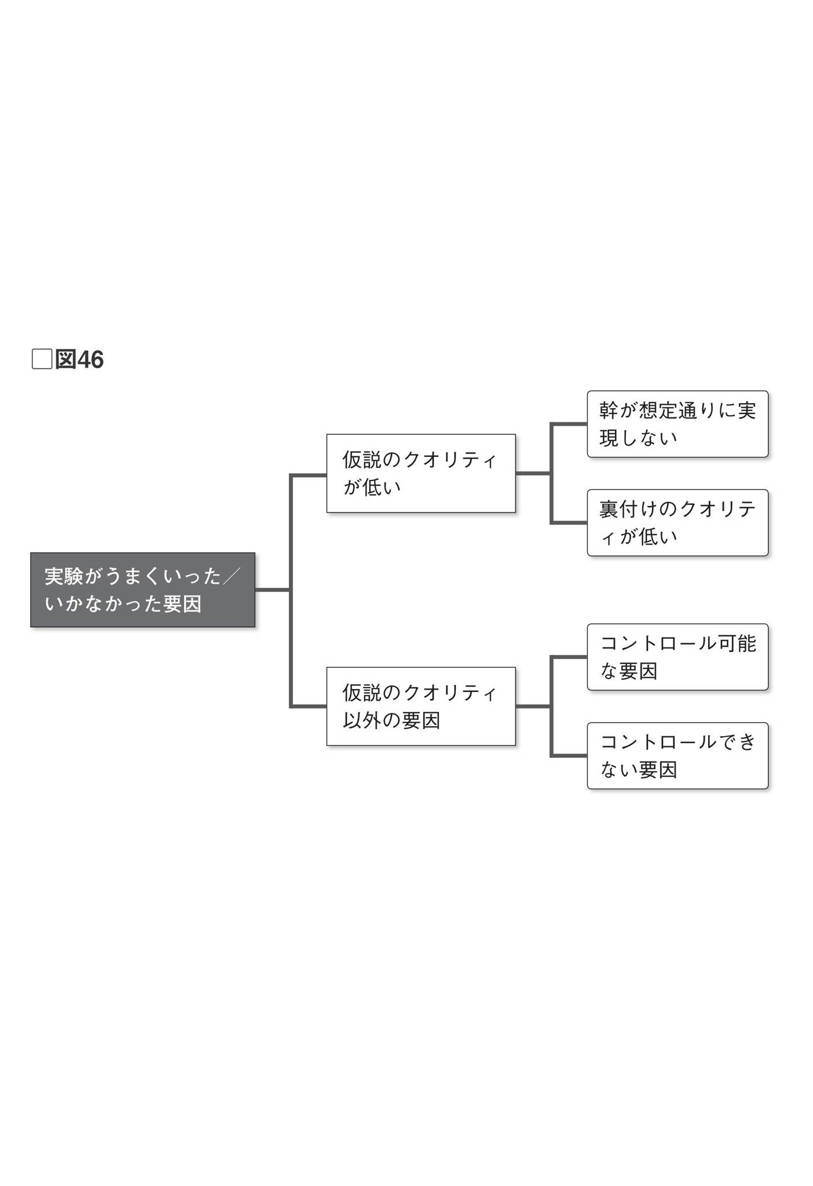 □図46
実験がうまくいった／
いかなかった要因
仮説のクオリティ
が低い
幹が想定通りに実
現しない
裏付けのクオリテ
ィが低い
仮説のクオリティ
以外の要因
コントロール可能
な要因
コントロールでき
ない要因